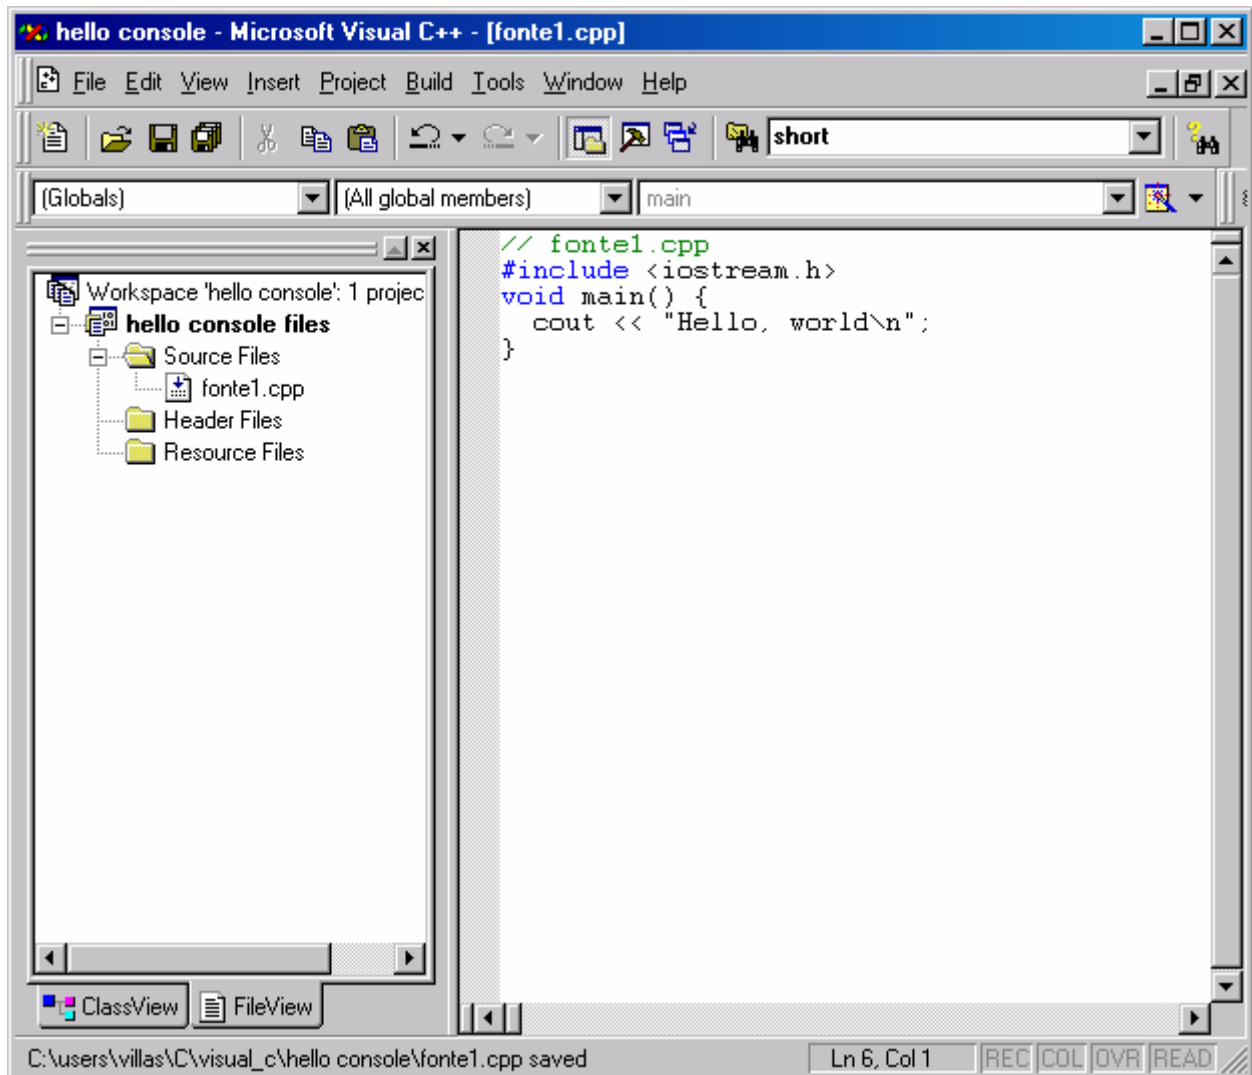 hello console - Microsoft Visual C++ - [fonte1.cpp]
File Edit View Insert Project Build Tools Window Help
short
(Globals) (All global members) main
Workspace 'hello console': 1 projec
hello console files
Source Files
fonte1.cpp
Header Files
Resource Files
// fonte1.cpp
#include <iostream.h>
void main() {
  cout << "Hello, world\n";
}
ClassView FileView
C:\users\villas\C\visual_c\hello console\fonte1.cpp saved Ln 6, Col 1 REC COL OVR READ